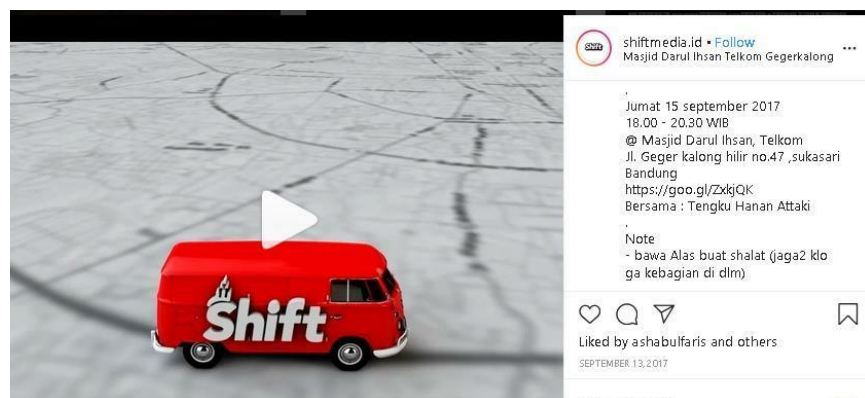 Shift
Shift
shiftmedia.id • Follow
Masjid Darul Ihsan Telkom Gegerkalong
.
Jumat 15 september 2017
18.00 - 20.30 WIB
@ Masjid Darul Ihsan, Telkom
Jl. Geger kalong hilir no.47 ,sukasari
Bandung
https://goo.gl/ZxkjQK
Bersama : Tengku Hanan Attaki
.
Note
- bawa Alas buat shalat (jaga2 klo
ga kebagian di dlm)
Liked by ashabulfaris and others
SEPTEMBER 13, 2017